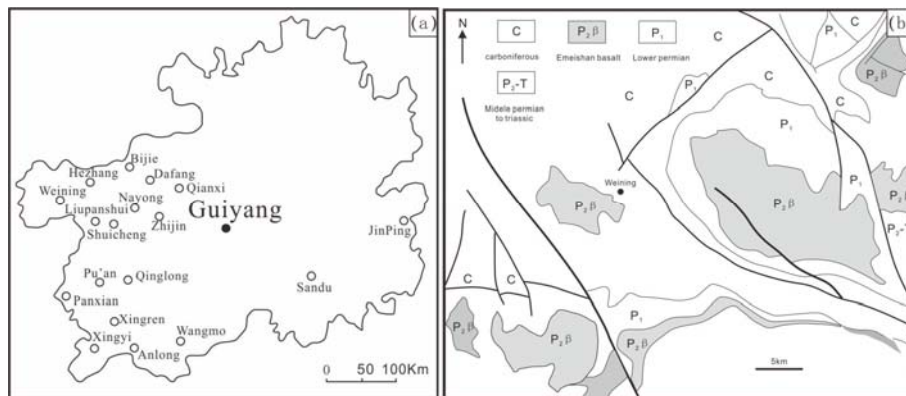 (a)
Bijie
Hezhang
Dafang
Weining
Nayong
Qianxi
Liupanshui
Zhijin
Guiyang
Shuicheng
JinPing
Pu'an
Qinglong
Sandu
Panxian
Xingren
Wangmo
Xingyi
Anlong
0 50 100Km
(b)
N
C
carboniferous
P₂β
Emeishan basalt
P₁
Lower permian
P₂-T
Midele permian
to triassic
C
P₁
C
P₂β
C
P₁
C
C
P₁
Weining
P₁
P₂β
P₂β
P₂β
P₂-T
C
C
P₁
P₂β
P₂β
P₂β
5km